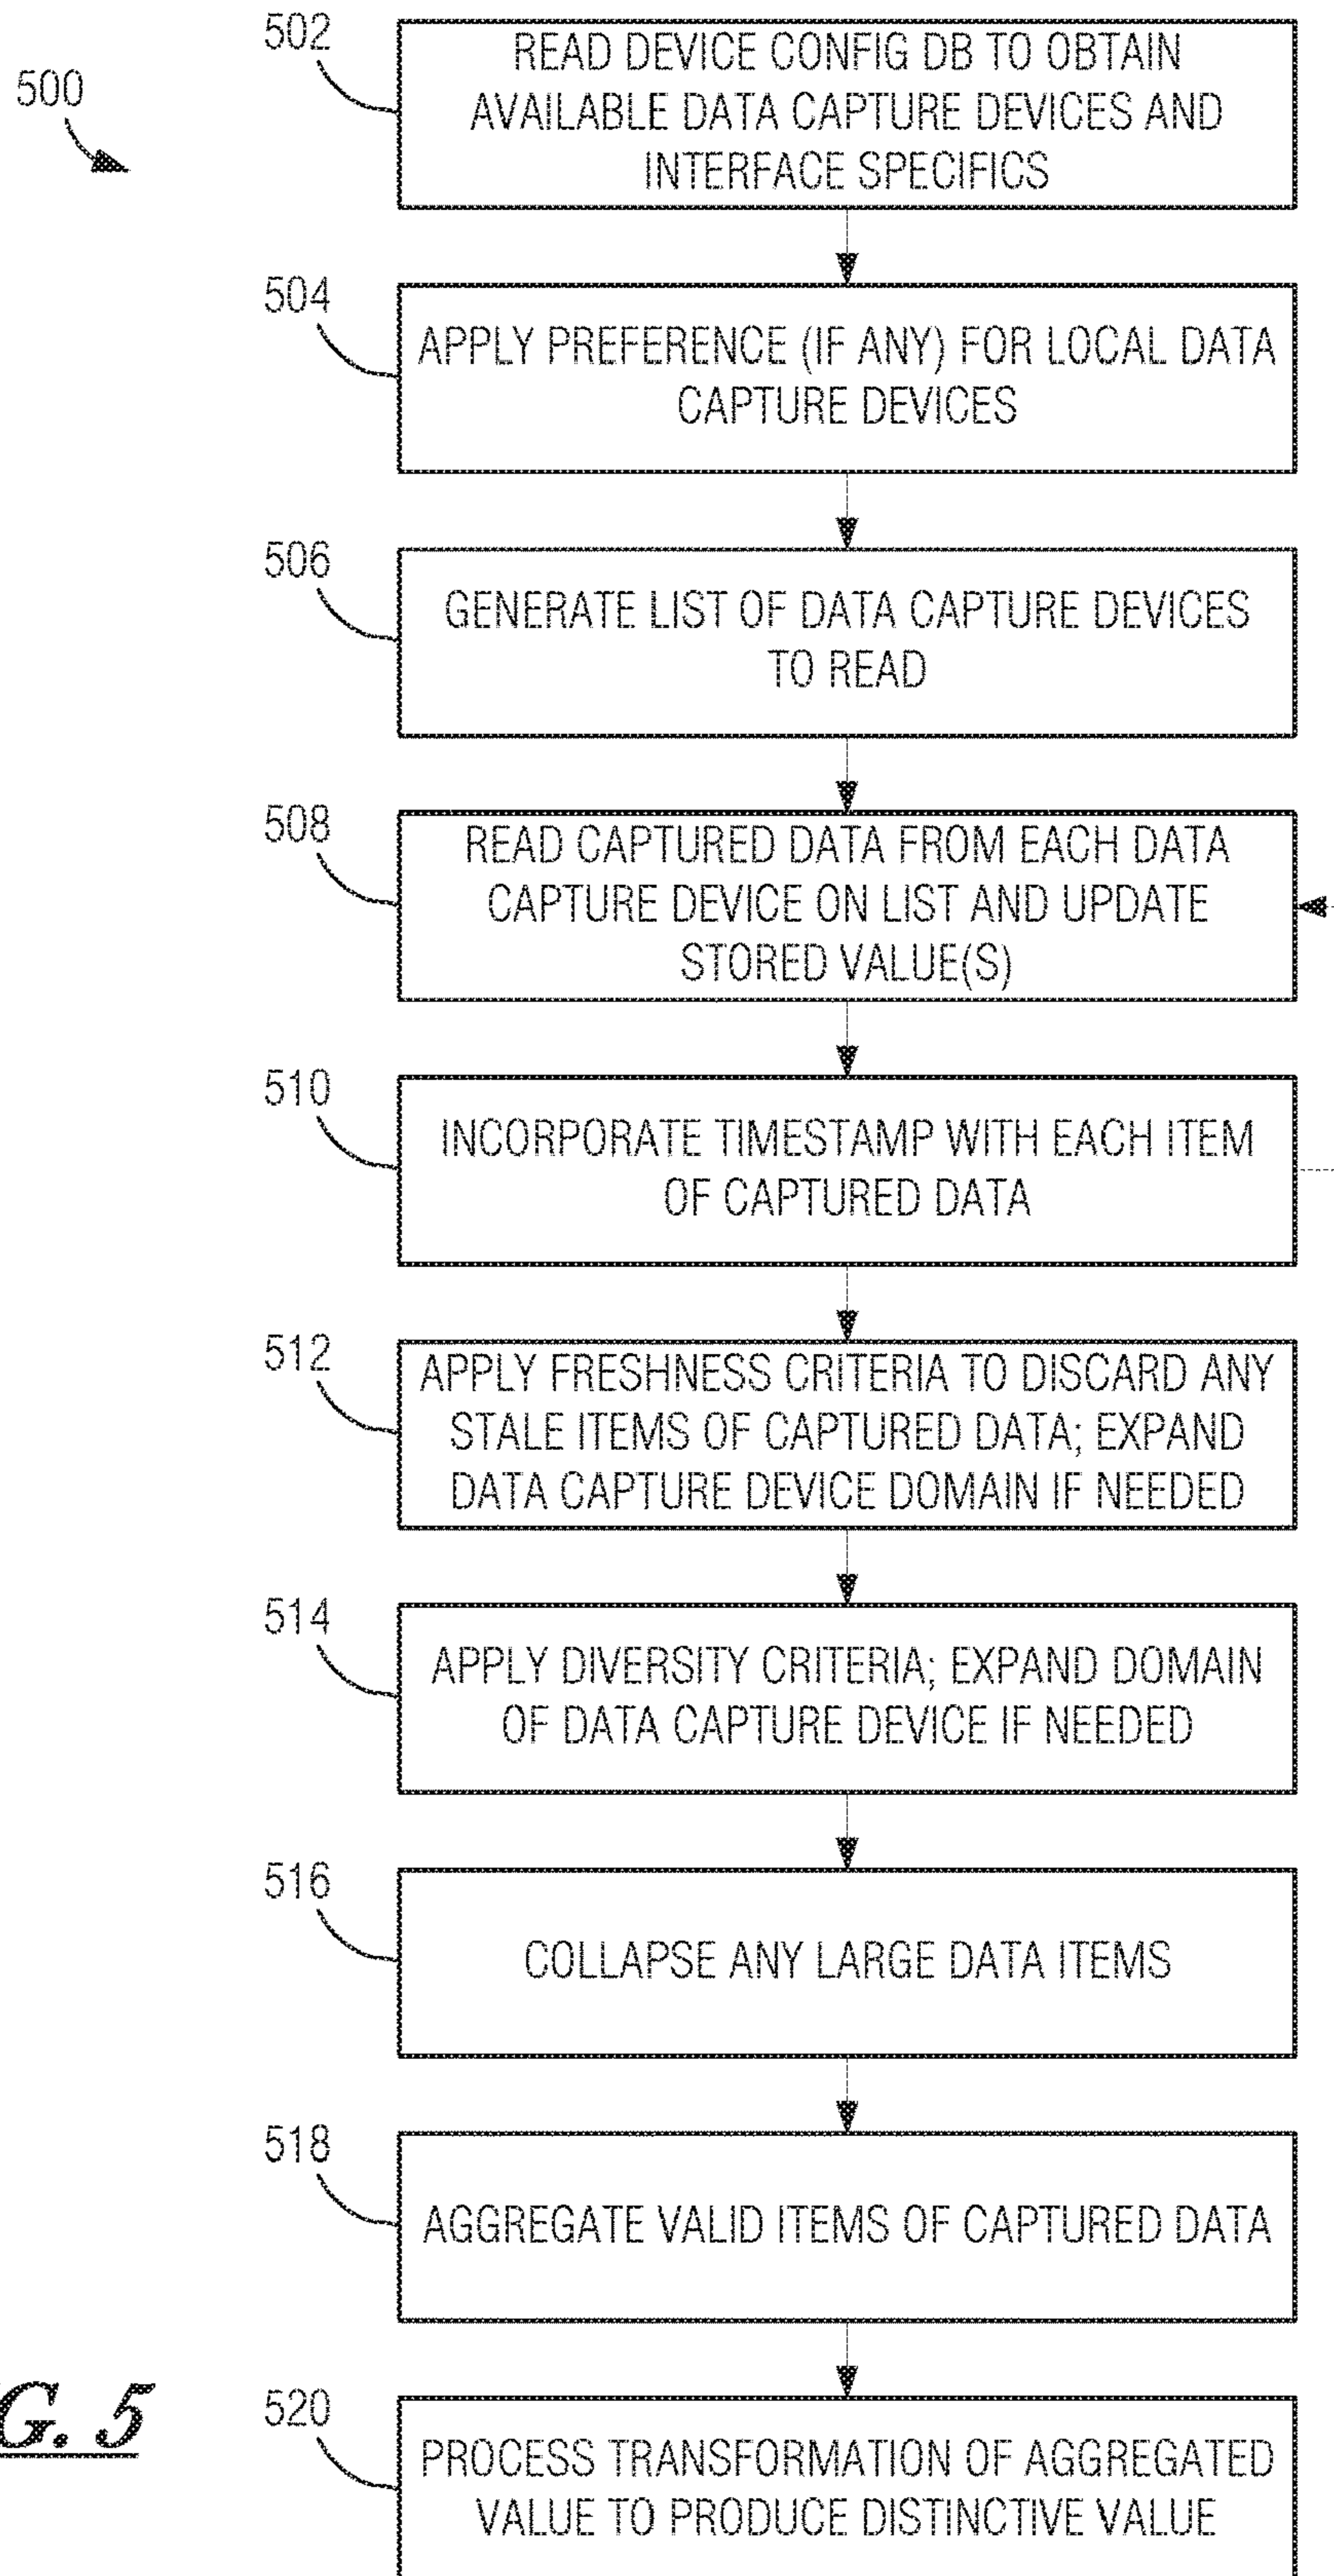 500
502
READ DEVICE CONFIG DB TO OBTAIN
AVAILABLE DATA CAPTURE DEVICES AND
INTERFACE SPECIFICS
504
APPLY PREFERENCE (IF ANY) FOR LOCAL DATA
CAPTURE DEVICES
506
GENERATE LIST OF DATA CAPTURE DEVICES
TO READ
508
READ CAPTURED DATA FROM EACH DATA
CAPTURE DEVICE ON LIST AND UPDATE
STORED VALUE(S)
510
INCORPORATE TIMESTAMP WITH EACH ITEM
OF CAPTURED DATA
512
APPLY FRESHNESS CRITERIA TO DISCARD ANY
STALE ITEMS OF CAPTURED DATA; EXPAND
DATA CAPTURE DEVICE DOMAIN IF NEEDED
514
APPLY DIVERSITY CRITERIA; EXPAND DOMAIN
OF DATA CAPTURE DEVICE IF NEEDED
516
COLLAPSE ANY LARGE DATA ITEMS
518
AGGREGATE VALID ITEMS OF CAPTURED DATA
520
PROCESS TRANSFORMATION OF AGGREGATED
VALUE TO PRODUCE DISTINCTIVE VALUE
G. 5